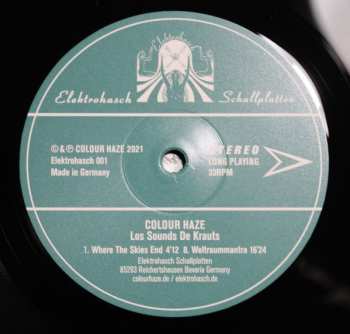 Elektrohasch Schallplatten
©&℗ COLOUR HAZE 2021
Elektrohasch 001
Made in Germany
STEREO
LONG PLAYING
33RPM
COLOUR HAZE
Los Sounds De Krauts
1. Where The Skies End 4'12 8. Weltraummantra 16'24
Elektrohasch Schallplatten
85293 Reichertshausen Bavaria Germany
colourhaze.de / elektrohasch.de